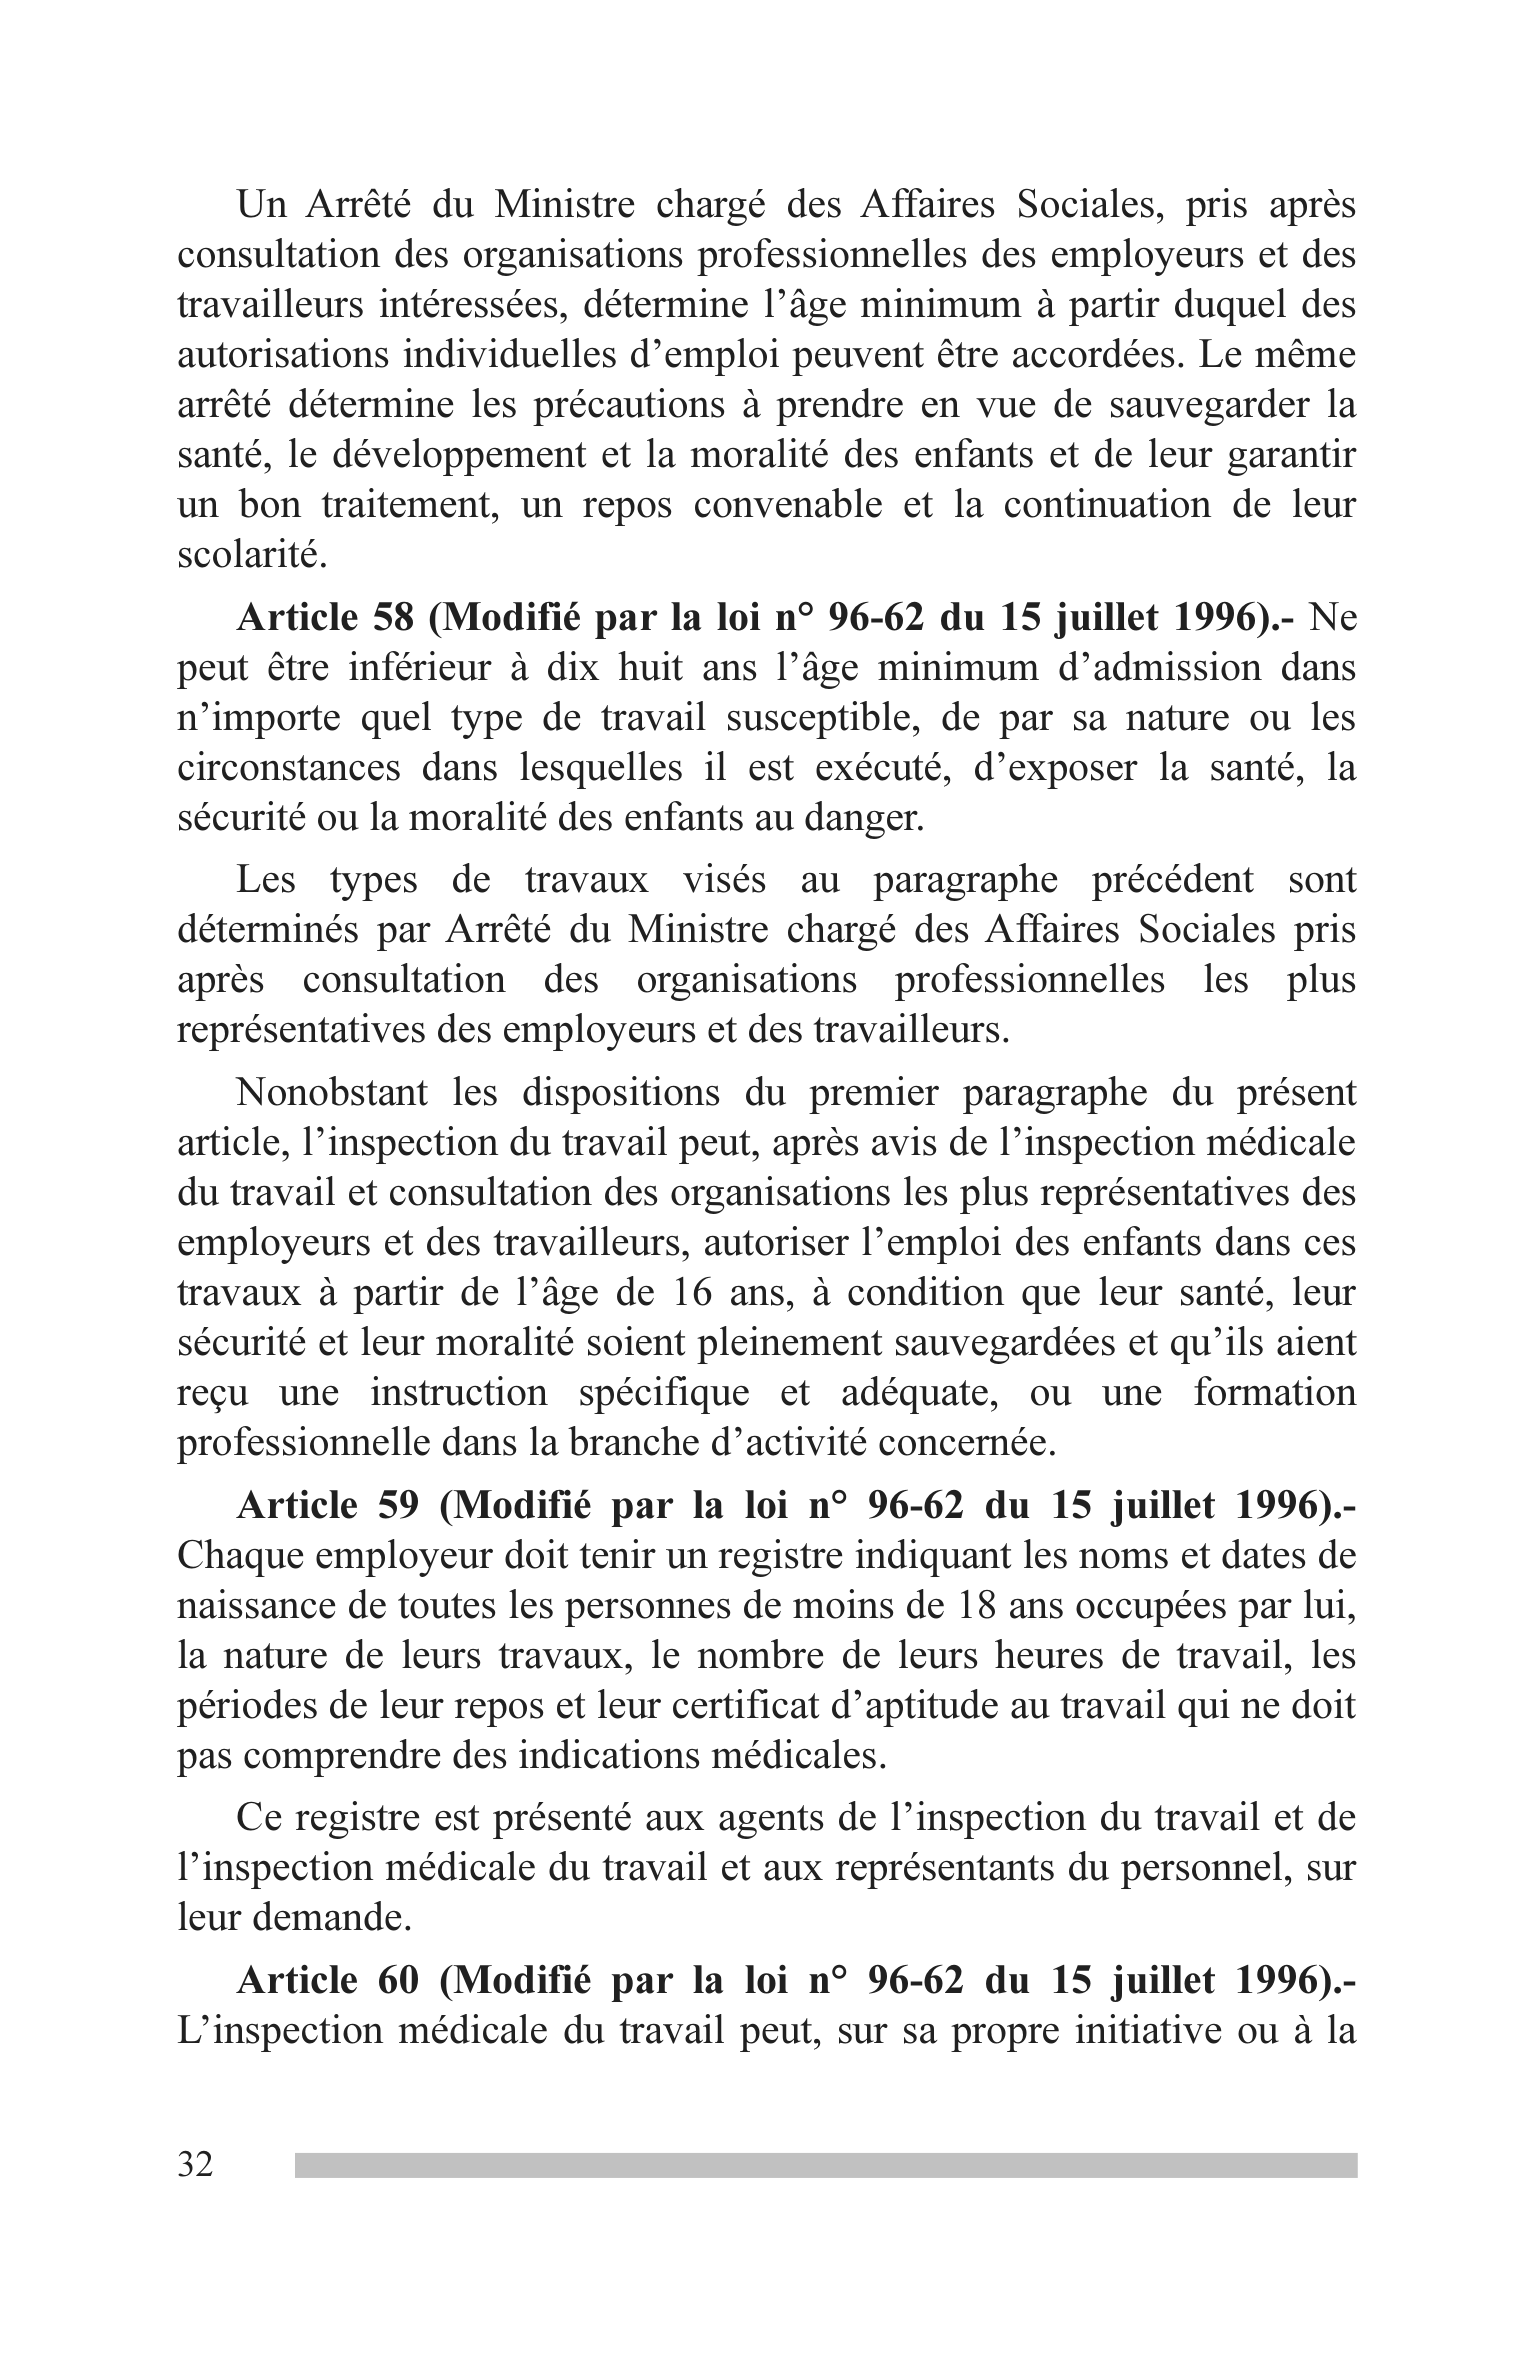 Un Arrêté du Ministre chargé des Affaires Sociales, pris après
consultation des organisations professionnelles des employeurs et des
travailleurs intéressées, détermine l’âge minimum à partir duquel des
autorisations individuelles d’emploi peuvent être accordées. Le même
arrêté détermine les précautions à prendre en vue de sauvegarder la
santé, le développement et la moralité des enfants et de leur garantir
un bon traitement, un repos convenable et la continuation de leur
scolarité.
Article 58 (Modifié par la loi n° 96-62 du 15 juillet 1996).- Ne
peut être inférieur à dix huit ans l’âge minimum d’admission dans
n’importe quel type de travail susceptible, de par sa nature ou les
circonstances dans lesquelles il est exécuté, d’exposer la santé, la
sécurité ou la moralité des enfants au danger.
Les types de travaux visés au paragraphe précédent sont
déterminés par Arrêté du Ministre chargé des Affaires Sociales pris
après consultation des organisations professionnelles les plus
représentatives des employeurs et des travailleurs.
Nonobstant les dispositions du premier paragraphe du présent
article, l’inspection du travail peut, après avis de l’inspection médicale
du travail et consultation des organisations les plus représentatives des
employeurs et des travailleurs, autoriser l’emploi des enfants dans ces
travaux à partir de l’âge de 16 ans, à condition que leur santé, leur
sécurité et leur moralité soient pleinement sauvegardées et qu’ils aient
reçu une instruction spécifique et adéquate, ou une formation
professionnelle dans la branche d’activité concernée.
Article 59 (Modifié par la loi n° 96-62 du 15 juillet 1996).-
Chaque employeur doit tenir un registre indiquant les noms et dates de
naissance de toutes les personnes de moins de 18 ans occupées par lui,
la nature de leurs travaux, le nombre de leurs heures de travail, les
périodes de leur repos et leur certificat d’aptitude au travail qui ne doit
pas comprendre des indications médicales.
Ce registre est présenté aux agents de l’inspection du travail et de
l’inspection médicale du travail et aux représentants du personnel, sur
leur demande.
Article 60 (Modifié par la loi n° 96-62 du 15 juillet 1996).-
L’inspection médicale du travail peut, sur sa propre initiative ou à la
32